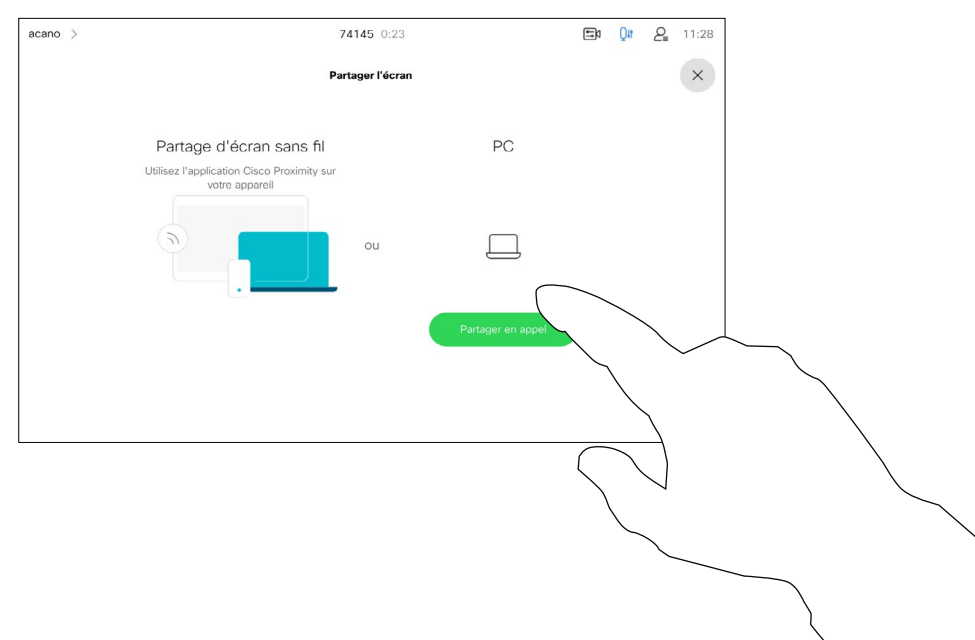 acano >
74145 0:23
11:28
Partager l'écran
Partage d'écran sans fil
PC
Utilisez l'application Cisco Proximity sur
votre appareil
ou
Partager en appel